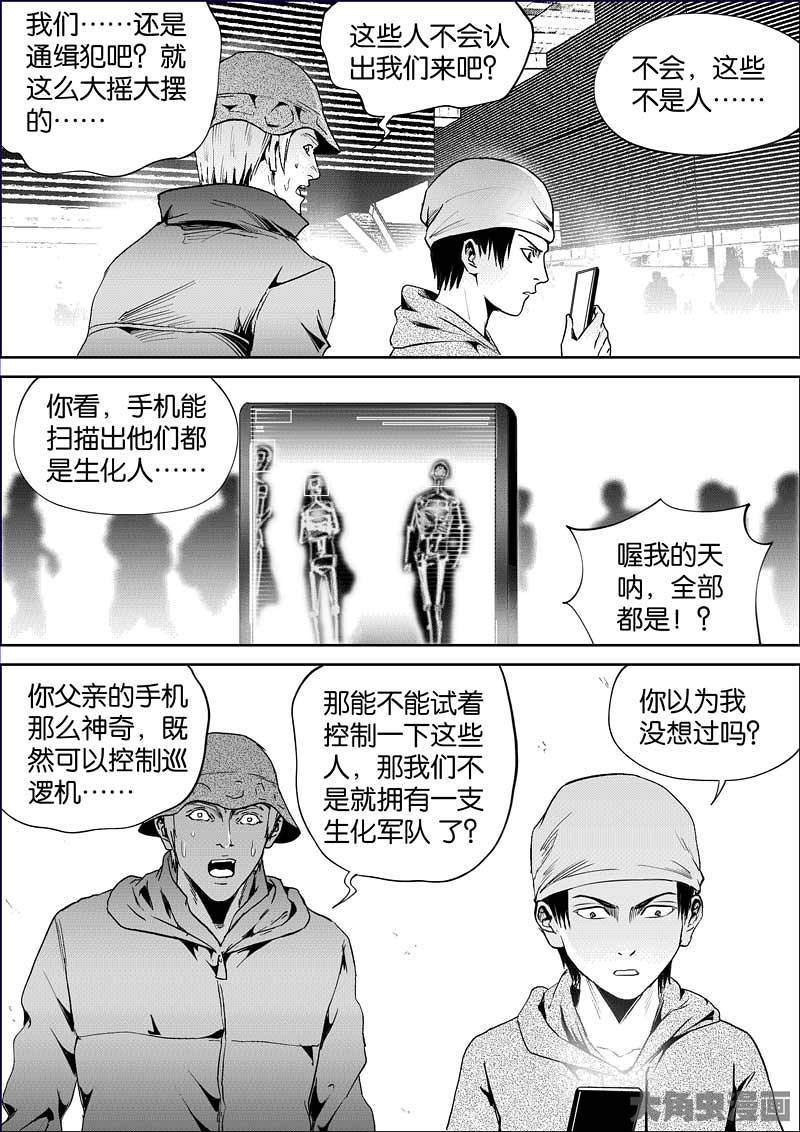 我们……还是
通缉犯吧？就
这么大摇大摆
的……
这些人不会认
出我们来吧？
不会，这些
不是人……
你看，手机能
扫描出他们都
是生化人……
喔我的天
呐，全部
都是！？
你父亲的手机
那么神奇，既
然可以控制巡
逻机……
那能不能试着
控制一下这些
人，那我们不
是就拥有一支
生化军队 了？
你以为我
没想过吗？
大角虫漫画